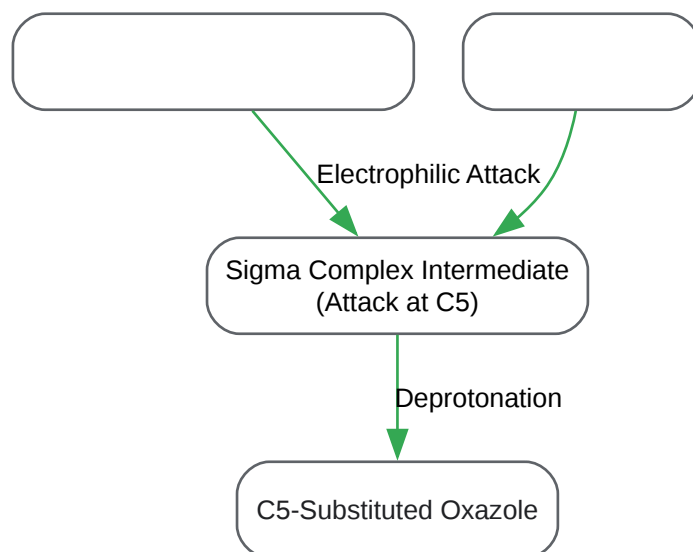 Electrophilic Attack
Sigma Complex Intermediate
(Attack at C5)
Deprotonation
C5-Substituted Oxazole